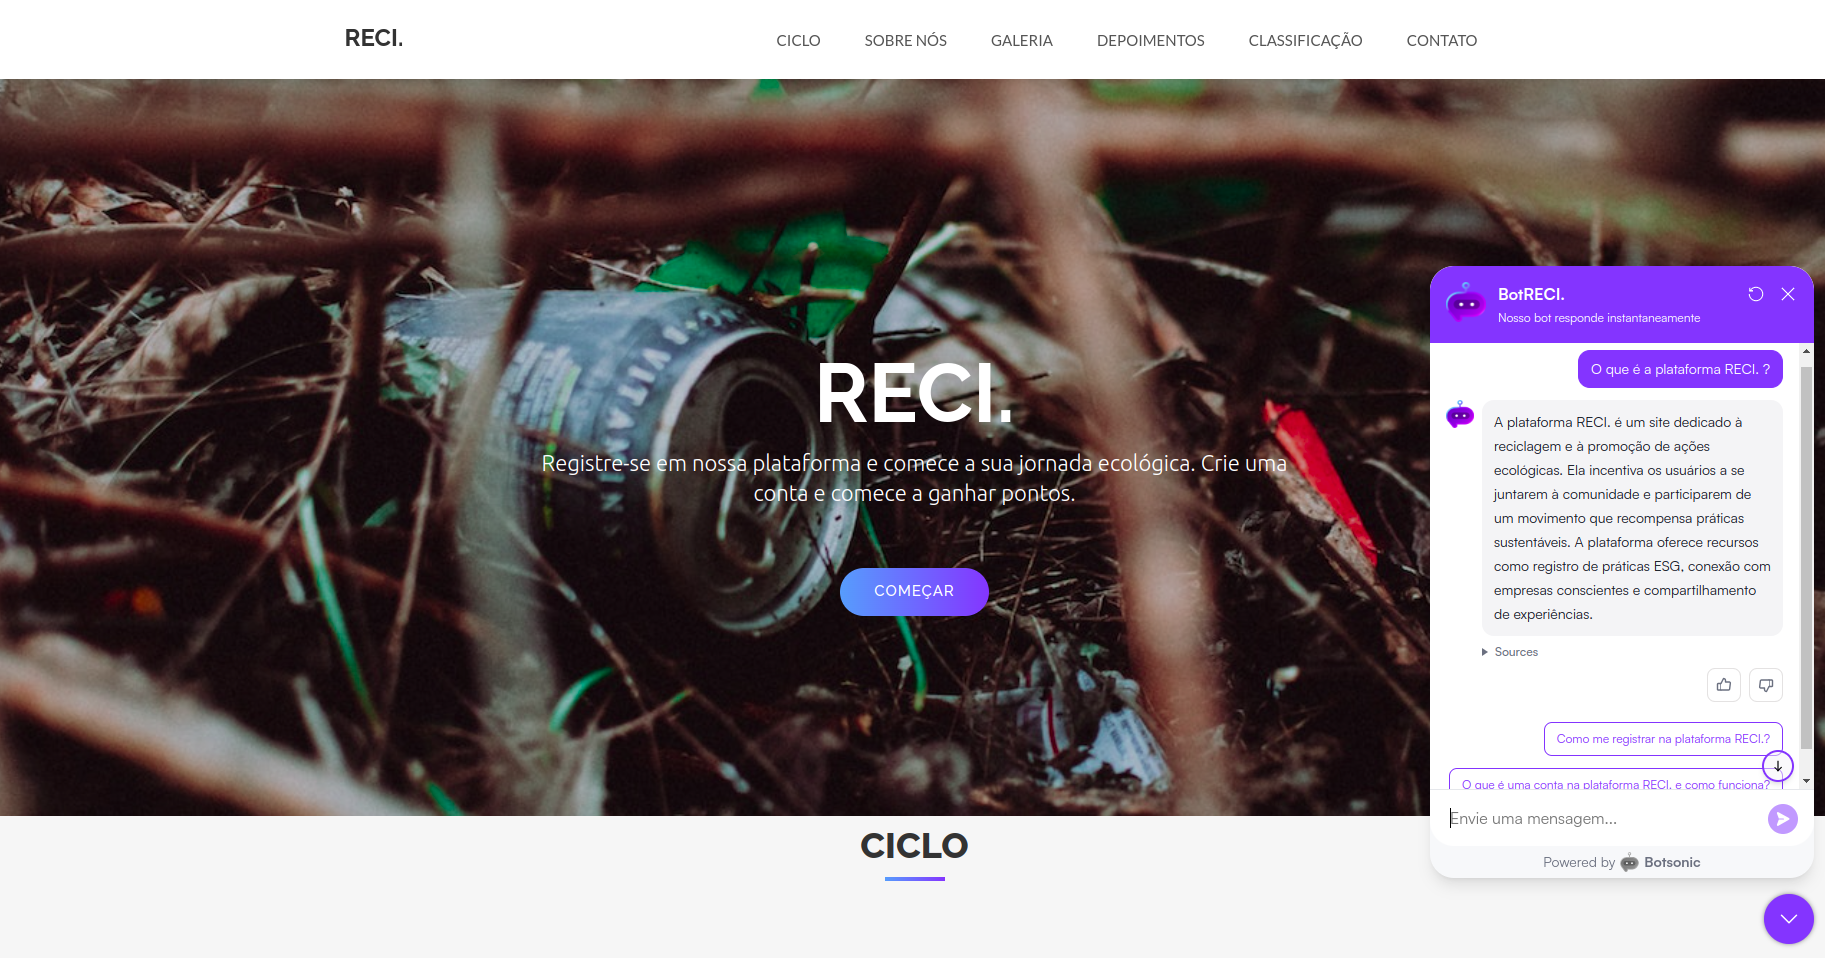 RECI.
CICLO
SOBRE NÓS
GALERIA
DEPOIMENTOS
CLASSIFICAÇÃO
CONTATO
RECI.
Registre-se em nossa plataforma e comece a sua jornada ecológica. Crie uma
conta e comece a ganhar pontos.
COMEÇAR
CICLO
BotRECI.
Nosso bot responde instantaneamente
O que é a plataforma RECI. ?
A plataforma RECI. é um site dedicado à
reciclagem e à promoção de ações
ecológicas. Ela incentiva os usuários a se
juntarem à comunidade e participarem de
um movimento que recompensa práticas
sustentáveis. A plataforma oferece recursos
como registro de práticas ESG, conexão com
empresas conscientes e compartilhamento
de experiências.
Sources
Como me registrar na plataforma RECI.?
O que é uma conta na plataforma RECI. e como funciona?
Envie uma mensagem...
Powered by Botsonic